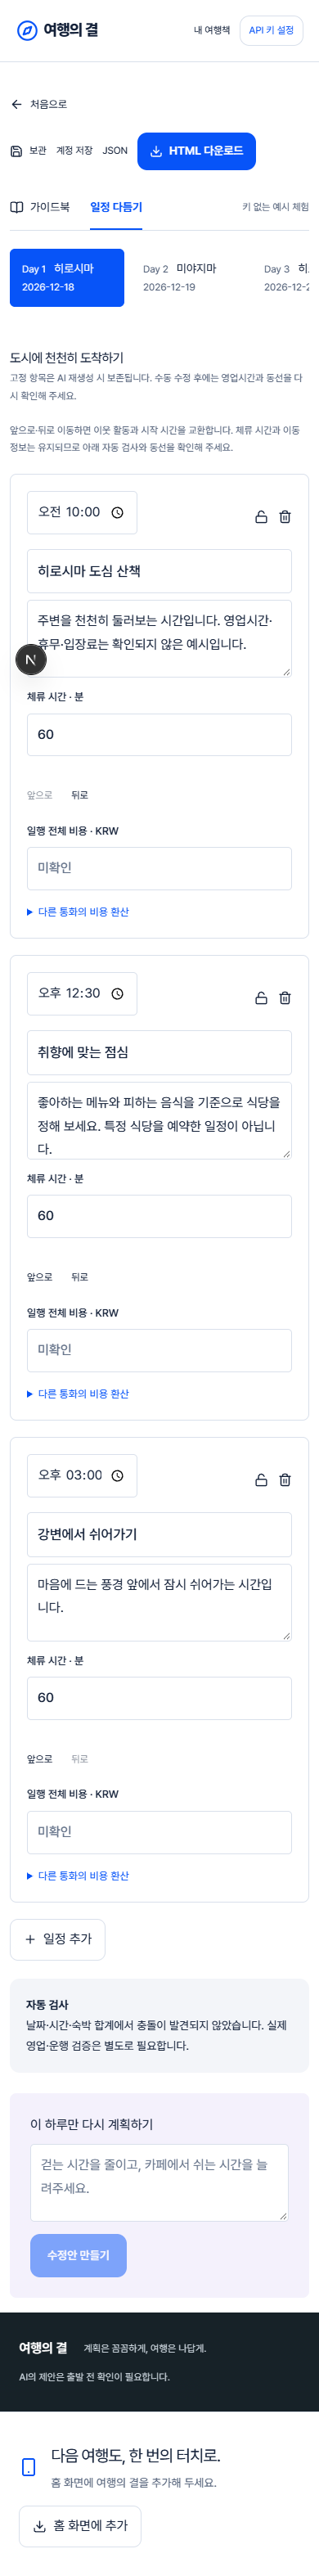 여행의 결
내 여행책
API 키 설정
처음으로
보관 계정 저장 JSON HTML 다운로드
가이드북 일정 다듬기 키 없는 예시 체험
Day 1 히로시마 Day 2 미야지마 Day 3
2026-12-18 2026-12-19
도시에 천천히 도착하기
고정 항목은 AI 재생성 시 보존됩니다. 수동 수정 후에는 영업시간과 동선을 다
시 확인해 주세요.
앞으로·뒤로 이동하면 이웃 활동과 시작 시간을 교환합니다. 체류 시간과 이동
정보는 유지되므로 아래 자동 검사와 동선을 확인해 주세요.
오전 10:00
히로시마 도심 산책
주변을 천천히 둘러보는 시간입니다. 영업시간·
휴무·입장료는 확인되지 않은 예시입니다.
체류 시간 · 분
60
앞으로 뒤로
일행 전체 비용 · KRW
미확인
다른 통화의 비용 환산
오후 12:30
취향에 맞는 점심
좋아하는 메뉴와 피하는 음식을 기준으로 식당을
정해 보세요. 특정 식당을 예약한 일정이 아닙니
다.
체류 시간 · 분
60
앞으로 뒤로
일행 전체 비용 · KRW
미확인
다른 통화의 비용 환산
오후 03:00
강변에서 쉬어가기
마음에 드는 풍경 앞에서 잠시 쉬어가는 시간입
니다.
체류 시간 · 분
60
앞으로 뒤로
일행 전체 비용 · KRW
미확인
다른 통화의 비용 환산
일정 추가
자동 검사
날짜·시간·숙박 합계에서 충돌이 발견되지 않았습니다. 실제
영업·운행 검증은 별도로 필요합니다.
이 하루만 다시 계획하기
걷는 시간을 줄이고, 카페에서 쉬는 시간을 늘
려주세요.
수정안 만들기
여행의 결 계획은 꼼꼼하게, 여행은 나답게.
AI의 제안은 출발 전 확인이 필요합니다.
다음 여행도, 한 번의 터치로.
홈 화면에 여행의 결을 추가해 두세요.
홈 화면에 추가